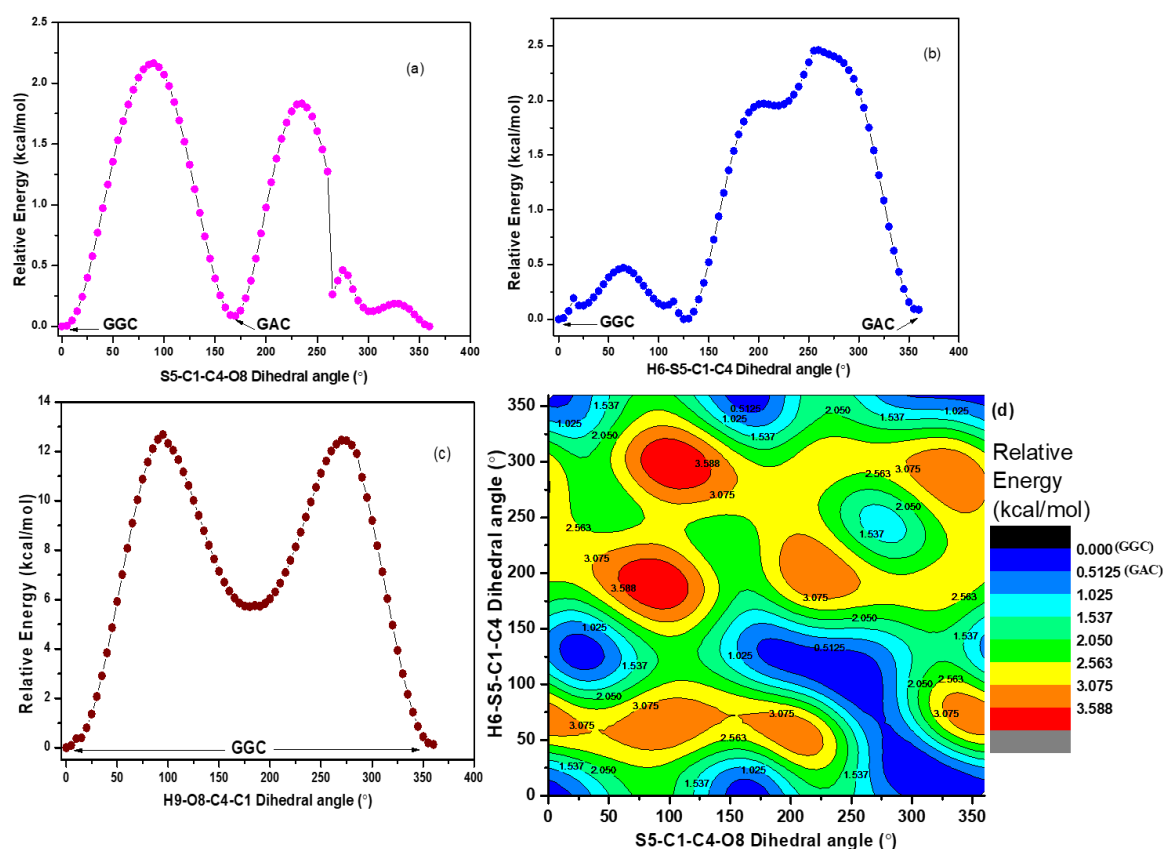 (a)
Relative Energy (kcal/mol)
2.5
2.0
1.5
1.0
0.5
0.0
GGC
GAC
0 50 100 150 200 250 300 350 400
S5-C1-C4-O8 Dihedral angle (°)
(b)
Relative Energy (kcal/mol)
2.5
2.0
1.5
1.0
0.5
0.0
GGC
GAC
0 50 100 150 200 250 300 350 400
H6-S5-C1-C4 Dihedral angle (°)
(c)
Relative Energy (kcal/mol)
14
12
10
8
6
4
2
0
GGC
0 50 100 150 200 250 300 350 400
H9-O8-C4-C1 Dihedral angle (°)
(d)
H6-S5-C1-C4 Dihedral angle (°)
350
300
250
200
150
100
50
0
1.537 0.5125 2.050 1.025
1.025 1.025
2.050 1.537 1.537
3.588 2.563 3.075
3.075 2.050
2.563 1.537
3.075
3.588 3.075
2.563
2.050
1.025 1.025 0.5125 1.537
1.537 2.050 2.563
3.075
3.075 3.075 3.075
2.563
1.537 2.050 1.025 1.537
1.537 2.050
0 50 100 150 200 250 300 350
S5-C1-C4-O8 Dihedral angle (°)
Relative
Energy
(kcal/mol)
0.000 (GGC)
0.5125 (GAC)
1.025
1.537
2.050
2.563
3.075
3.588